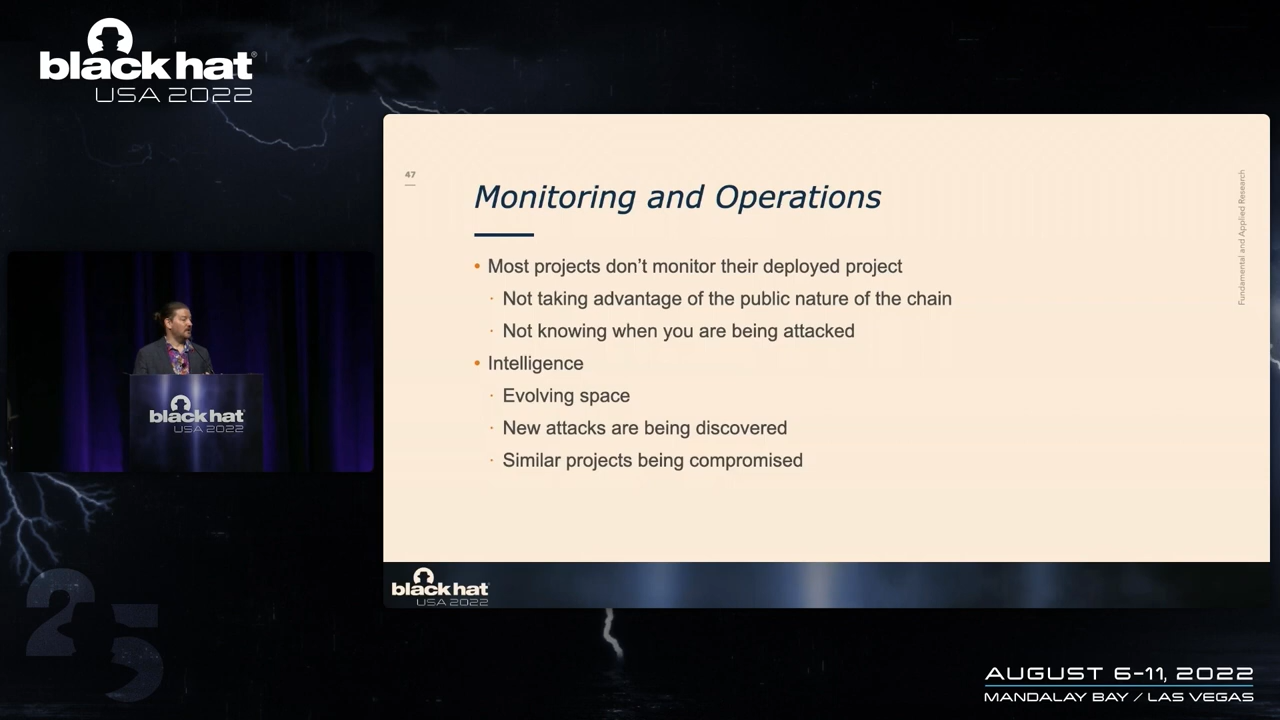 black hat®
USA 2022
47
Monitoring and Operations
• Most projects don't monitor their deployed project
· Not taking advantage of the public nature of the chain
· Not knowing when you are being attacked
• Intelligence
· Evolving space
· New attacks are being discovered
· Similar projects being compromised
Fundamental and Applied Research
black hat
USA 2022
black hat
USA 2022
25
AUGUST 6-11, 2022
MANDALAY BAY / LAS VEGAS